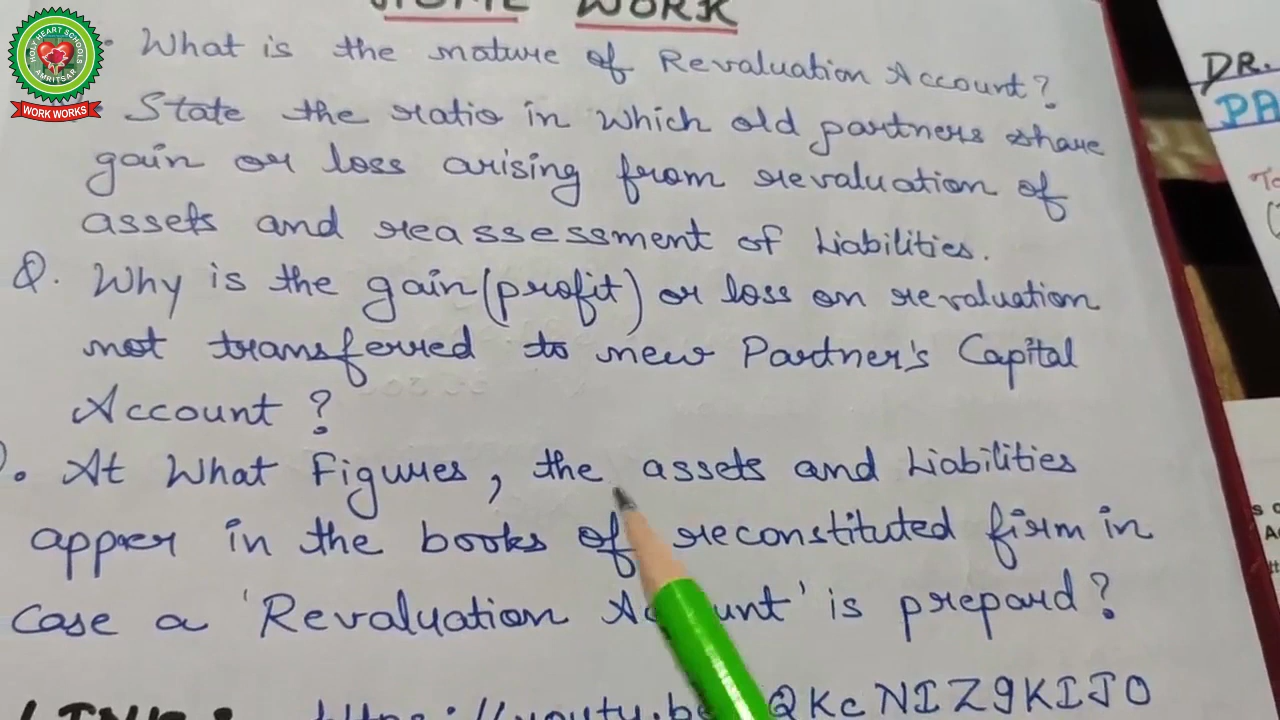 HOME WORK
HOLY HEART SCHOOLS
AMRITSAR
WORK WORKS
What is the nature of Revaluation Account?
State the ratio in which old partners share
gain or loss arising from revaluation of
assets and reassessment of Liabilities.
Q. Why is the gain (profit) or loss on revaluation
not transferred to new Partner's Capital
Account?
. At What Figures, the assets and Liabilities
apper in the books of reconstituted firm in
case a 'Revaluation Account' is prepard?
DR.
PA